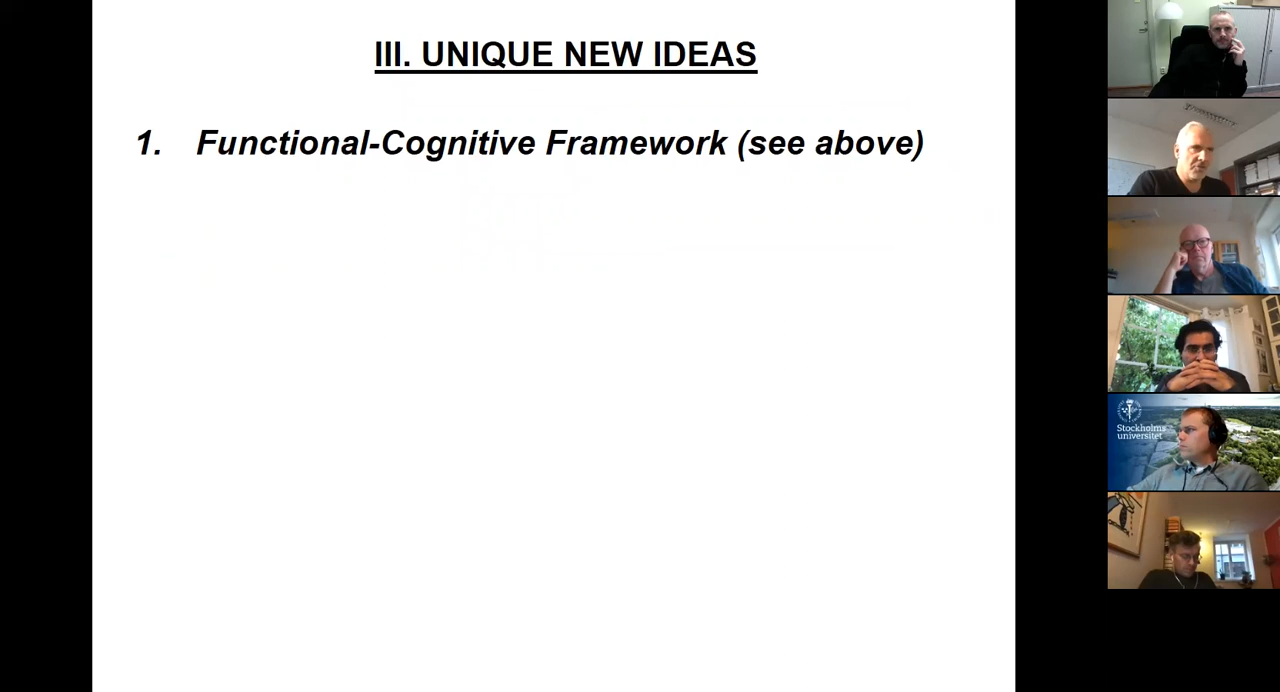 III. UNIQUE NEW IDEAS
1. Functional-Cognitive Framework (see above)
Stockholms
universitet